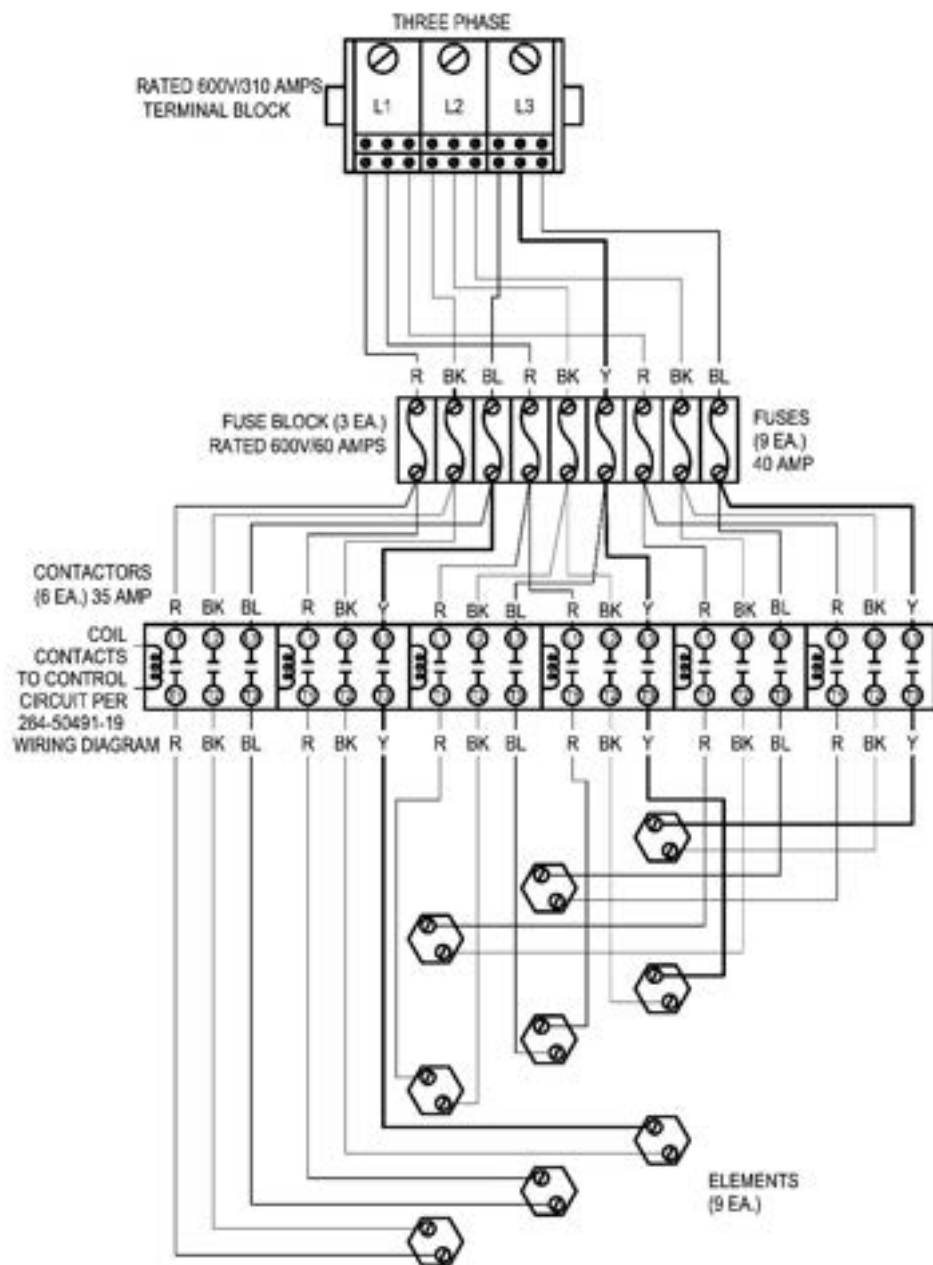 THREE PHASE
RATED 600V/310 AMPS
TERMINAL BLOCK
L1 L2 L3
R BK BL R BK Y R BK BL
FUSE BLOCK (3 EA.)
RATED 600V/60 AMPS
FUSES
(9 EA.)
40 AMP
CONTACTORS
(6 EA.) 35 AMP
R BK BL R BK Y R BK BL R BK Y R BK BL R BK Y
COIL
CONTACTS
TO CONTROL
CIRCUIT PER
264-50491-19
WIRING DIAGRAM
R BK BL R BK Y R BK BL R BK Y R BK BL R BK Y
ELEMENTS
(9 EA.)